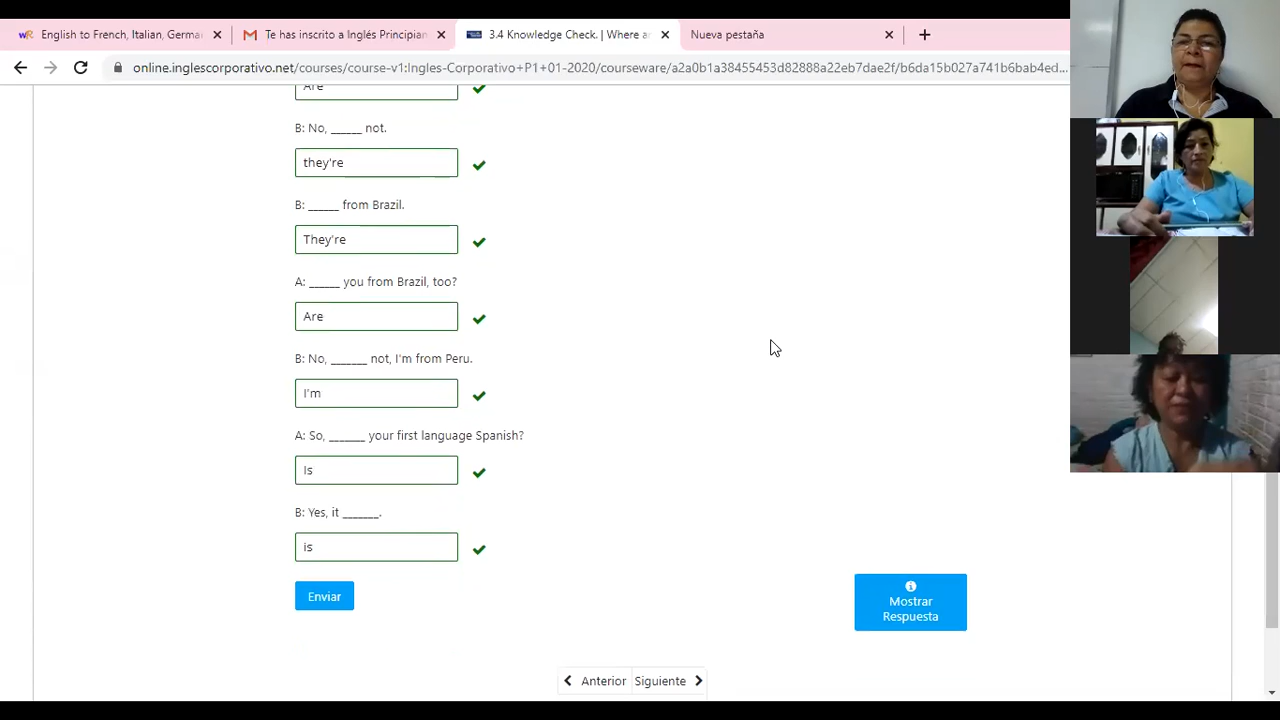 English to French, Italian, Germa
Te has inscrito a Inglés Principian
3.4 Knowledge Check. | Where a
Nueva pestaña
online.inglescorporativo.net/courses/course-v1:Ingles-Corporativo+P1+01-2020/courseware/a2a0b1a38455453d82888a22eb7dae2f/b6da15b027a741b6bab4ed...
Are
B: No, ______ not.
they're
B: ______ from Brazil.
They're
A: ______ you from Brazil, too?
Are
B: No, _______ not, I'm from Peru.
I'm
A: So, _______ your first language Spanish?
Is
B: Yes, it _______.
is
Enviar
Mostrar
Respuesta
Anterior
Siguiente